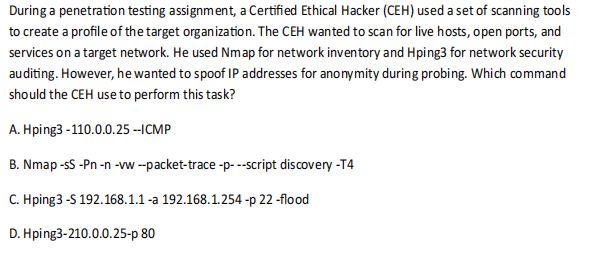 During a penetration testing assignment, a Certified Ethical Hacker (CEH) used a set of scanning tools
to create a profile of the target organization. The CEH wanted to scan for live hosts, open ports, and
services on a target network. He used Nmap for network inventory and Hping3 for network security
auditing. However, he wanted to spoof IP addresses for anonymity during probing. Which command
should the CEH use to perform this task?
A. Hping3 -110.0.0.25 --ICMP
B. Nmap -sS -Pn -n -vw --packet-trace -p- --script discovery -T4
C. Hping3 -S 192.168.1.1 -a 192.168.1.254 -p 22 -flood
D. Hping3-210.0.0.25-p 80